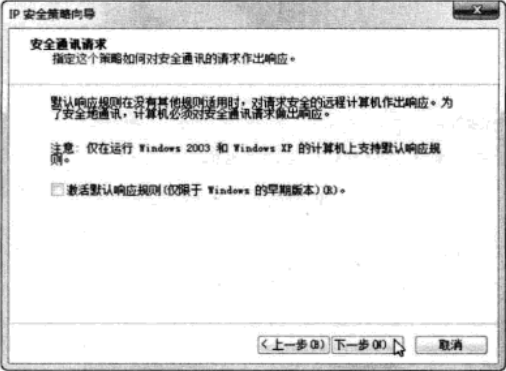 IP 安全策略向导
安全通讯请求
指定这个策略如何对安全通讯的请求作出响应。
默认响应规则在没有其他规则适用时，对请求安全的远程计算机作出响应。为
了安全地通讯，计算机必须对安全通讯请求做出响应。
注意: 仅在运行 Windows 2003 和 Windows XP 的计算机上支持默认响应规
则。
激活默认响应规则(仅限于 Windows 的早期版本)(R)。
< 上一步(B) 下一步(N) > 取消